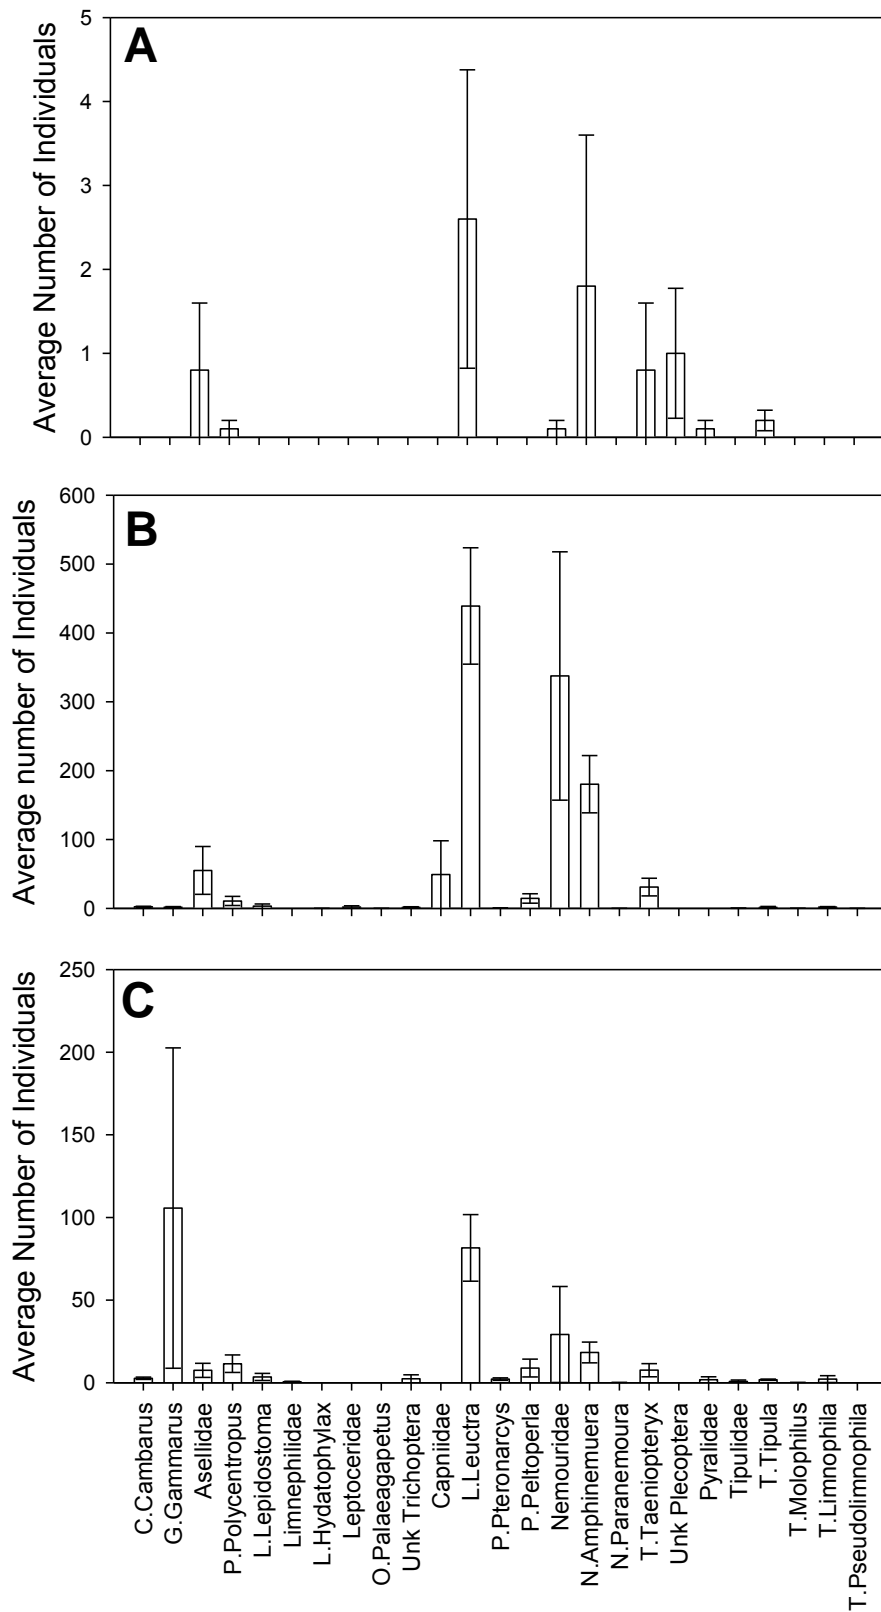 A
Average Number of Individuals
5
4
3
2
1
0
B
Average number of Individuals
600
500
400
300
200
100
0
C
Average Number of Individuals
250
200
150
100
50
0
C.Cambarus
G.Gammarus
Asellidae
P.Polycentropus
L.Lepidostoma
Limnephilidae
L.Hydatophylax
Leptoceridae
O.Palaeagapetus
Unk Trichoptera
Capniidae
L.Leuctra
P.Pteronarcys
P.Peltoperla
Nemouridae
N.Amphinemuera
N.Paranemoura
T.Taeniopteryx
Unk Plecoptera
Pyralidae
Tipulidae
T.Tipula
T.Molophilus
T.Limnophila
T.Pseudolimnophila